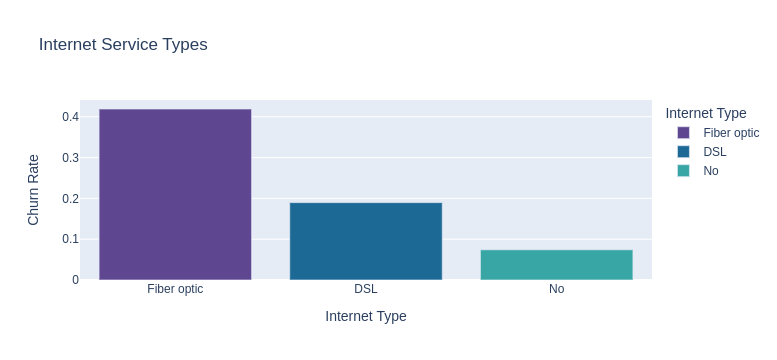 Internet Service Types
Churn Rate
0.4
0.3
0.2
0.1
0
Fiber optic
DSL
No
Internet Type
Internet Type
Fiber optic
DSL
No